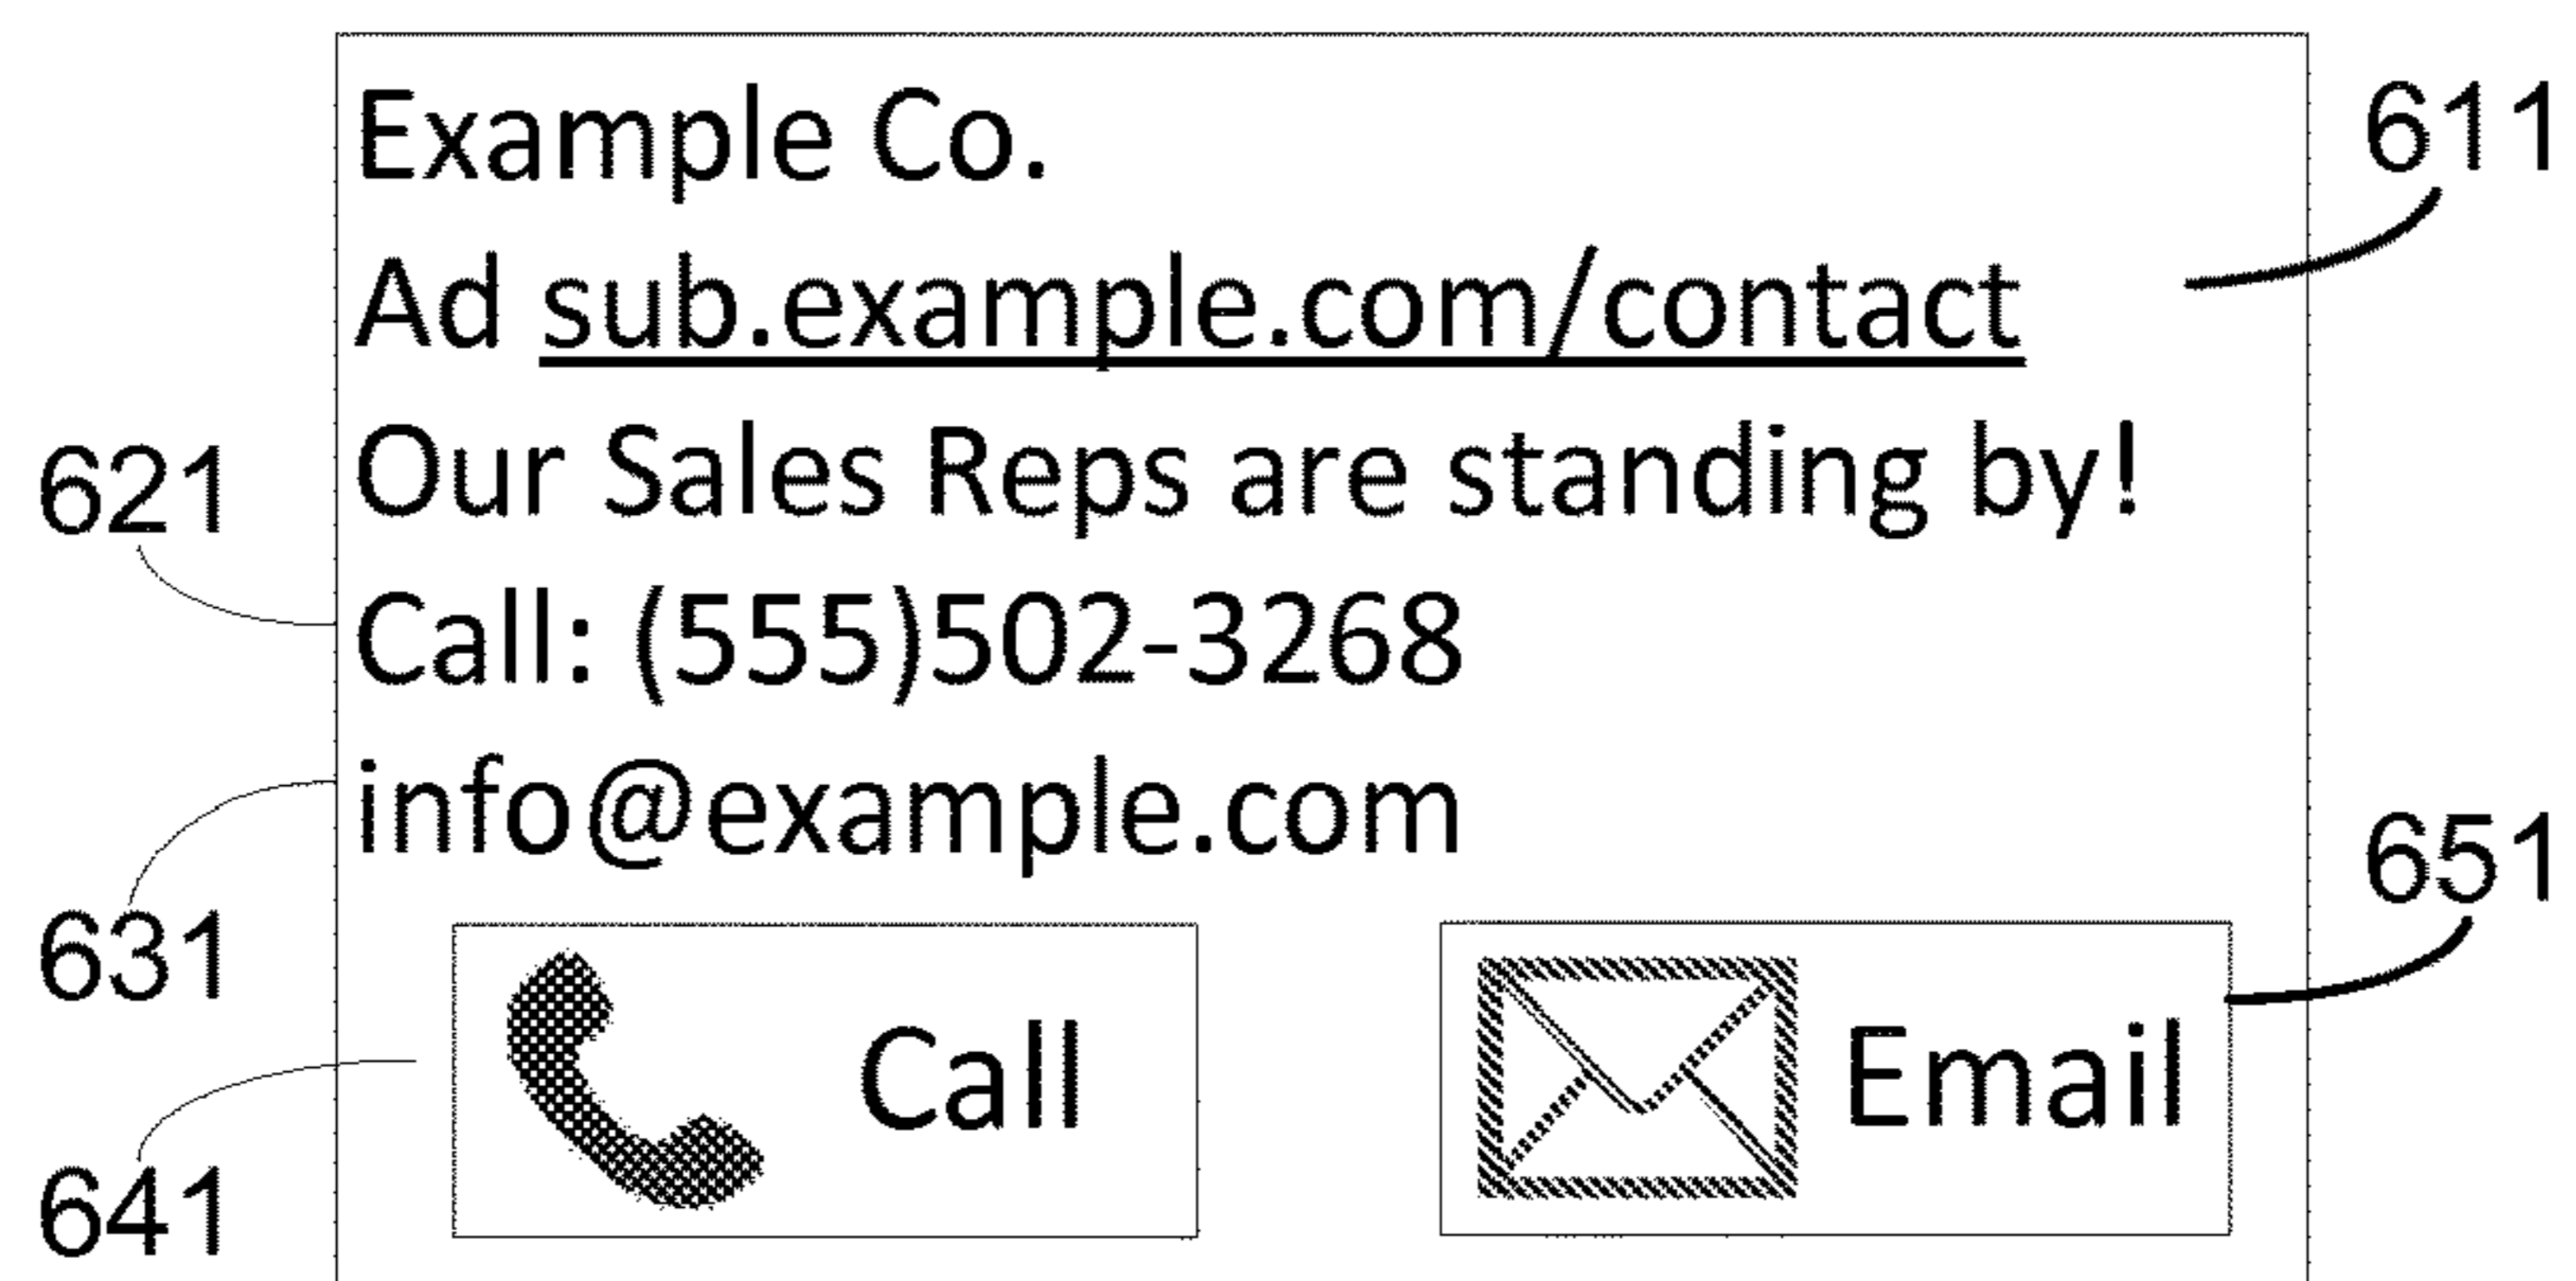 Example Co.
611
Ad sub.example.com/contact
621
Our Sales Reps are standing by!
Call: (555)502-3268
info@example.com
651
631
Call
Email
641